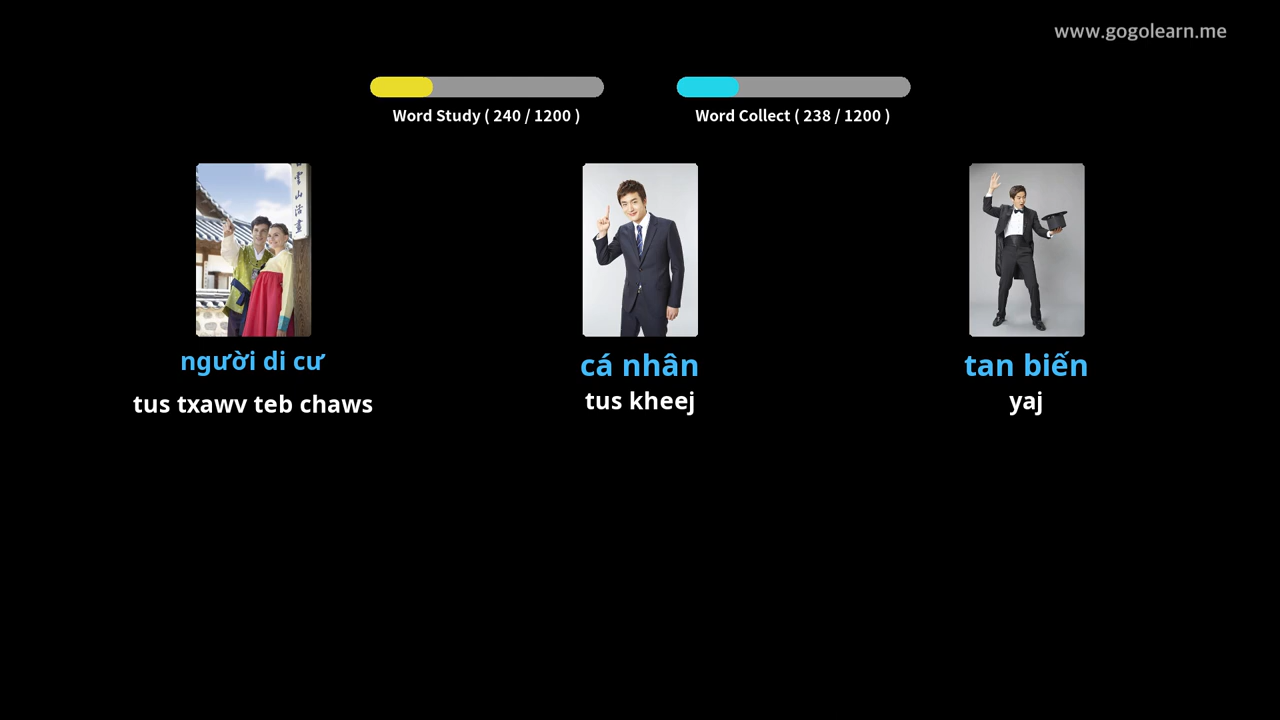 www.gogolearn.me
Word Study ( 240 / 1200 )
Word Collect ( 238 / 1200 )
người di cư
cá nhân
tan biến
tus txawv teb chaws
tus kheej
yaj